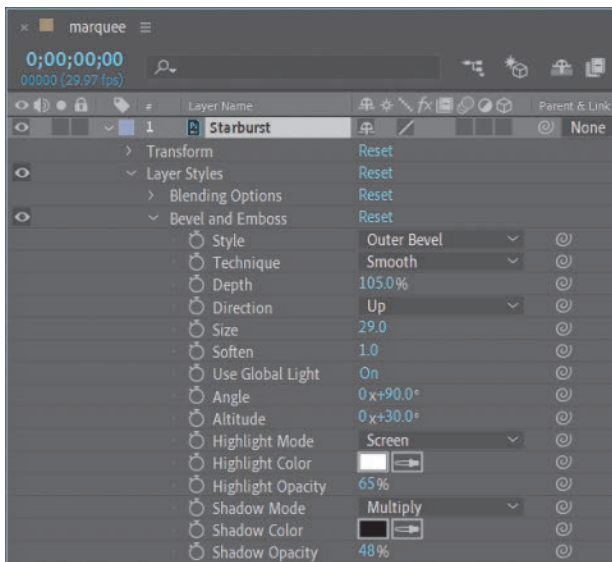 marquee
0;00;00;00
00000 (29.97 fps)
# Layer Name Parent & Link
1 Starburst None
Transform Reset
Layer Styles Reset
Blending Options Reset
Bevel and Emboss Reset
Style Outer Bevel
Technique Smooth
Depth 105.0%
Direction Up
Size 29.0
Soften 1.0
Use Global Light On
Angle 0x+90.0°
Altitude 0x+30.0°
Highlight Mode Screen
Highlight Color
Highlight Opacity 65%
Shadow Mode Multiply
Shadow Color
Shadow Opacity 48%